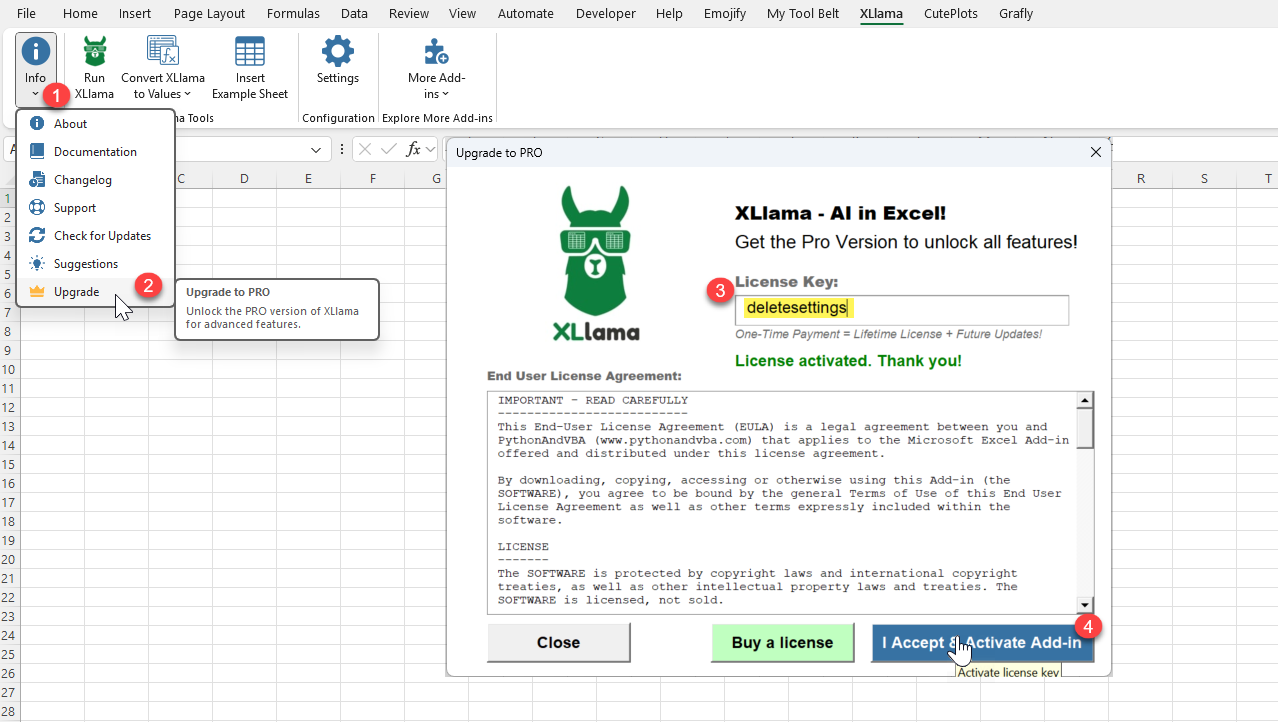 File Home Insert Page Layout Formulas Data Review View Automate Developer Help Emojify My Tool Belt XLlama CutePlots Grafly
Info
Run
XLlama
Convert XLlama
to Values
Insert
Example Sheet
Settings
More Add-
ins
1
ma Tools
Configuration
Explore More Add-ins
About
Documentation
Changelog
Support
Check for Updates
Suggestions
Upgrade
2
Upgrade to PRO
Unlock the PRO version of XLlama
for advanced features.
fx
C D E F G R S T
1
2
3
4
5
6
7
8
9
10
11
12
13
14
15
16
17
18
19
20
21
22
23
24
25
26
27
28
Upgrade to PRO
XLlama
XLlama - AI in Excel!
Get the Pro Version to unlock all features!
License Key:
3
deletesettings
One-Time Payment = Lifetime License + Future Updates!
License activated. Thank you!
End User License Agreement:
IMPORTANT - READ CAREFULLY
--------------------------
This End-User License Agreement (EULA) is a legal agreement between you and
PythonAndVBA (www.pythonandvba.com) that applies to the Microsoft Excel Add-in
offered and distributed under this license agreement.
By downloading, copying, accessing or otherwise using this Add-in (the
SOFTWARE), you agree to be bound by the general Terms of Use of this End User
License Agreement as well as other terms expressly included within the
software.
LICENSE
-------
The SOFTWARE is protected by copyright laws and international copyright
treaties, as well as other intellectual property laws and treaties. The
SOFTWARE is licensed, not sold.
Close
Buy a license
I Accept & Activate Add-in
4
Activate license key